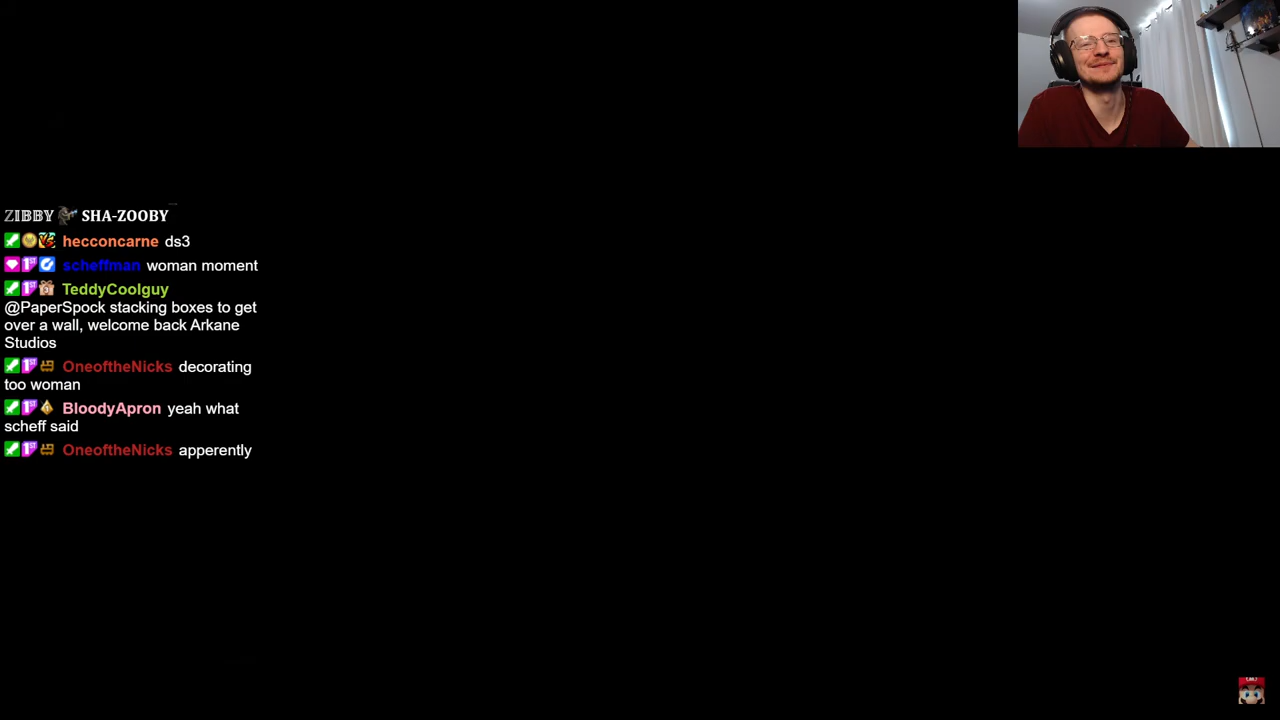 ℤIBBY SHA-ZOOBY
hecconcarne ds3
scheffman woman moment
TeddyCoolguy
@PaperSpock stacking boxes to get
over a wall, welcome back Arkane
Studios
OneoftheNicks decorating
too woman
BloodyApron yeah what
scheff said
OneoftheNicks apperently